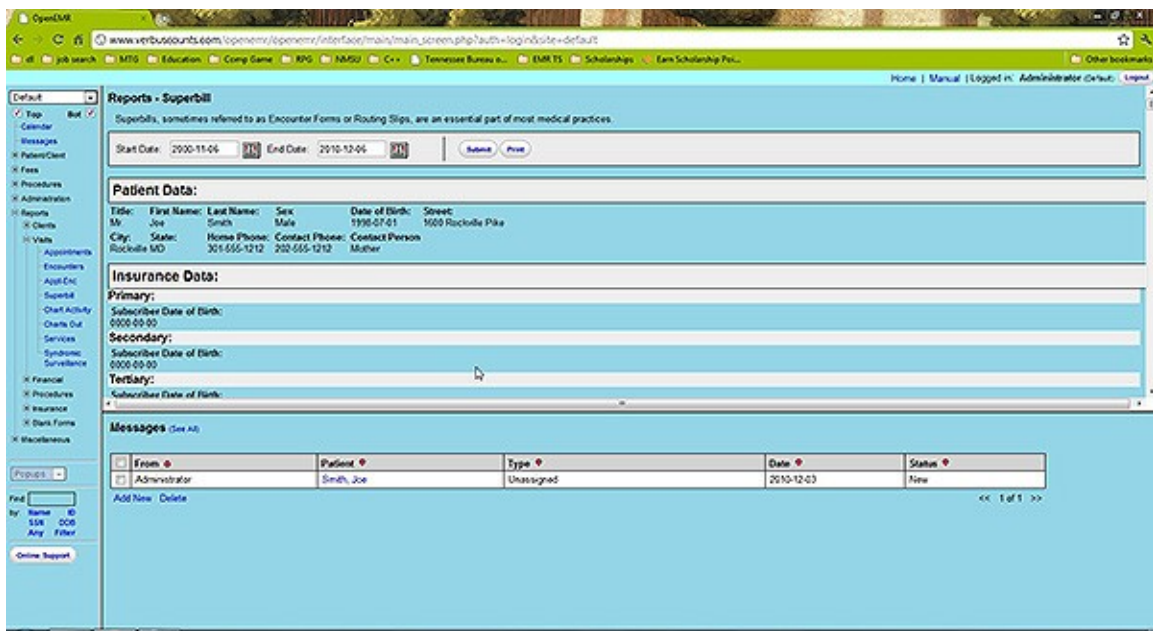 OpenEMR
www.verbusjounts.com/openemr/openemr/interface/main/main_screen.php?auth=login&site=default
dl job search MTG Education Comp Game RPG NMSU C++ Tennessee Bureau o... EMR TS Scholarships Earn Scholarship Poi... Other bookmarks
Home | Manual | Logged in: Administrator (Default) Logout
Default
Top Bot
Calendar
Messages
Patient/Client
Fees
Procedures
Administration
Reports
Clients
Visits
Appointments
Encounters
Appt-Enc
Superbill
Chart Activity
Charts Out
Services
Syndromic
Surveillance
Financial
Procedures
Insurance
Blank Forms
Miscellaneous
Popups
Find
by: Name ID
SSN DOB
Any Filter
Online Support
Reports - Superbill
Superbills, sometimes referred to as Encounter Forms or Routing Slips, are an essential part of most medical practices.
Start Date: 2000-11-06 End Date: 2010-12-06 Submit Print
Patient Data:
Title: First Name: Last Name: Sex: Date of Birth: Street:
Mr. Joe Smith Male 1998-07-01 1600 Rockville Pike
City: State: Home Phone: Contact Phone: Contact Person
Rockville MD 301-555-1212 202-555-1212 Mother
Insurance Data:
Primary:
Subscriber Date of Birth:
0000-00-00
Secondary:
Subscriber Date of Birth:
0000-00-00
Tertiary:
Subscriber Date of Birth:
Messages (See All)
From Patient Type Date Status
Administrator Smith, Joe Unassigned 2010-12-03 New
Add New Delete << 1 of 1 >>